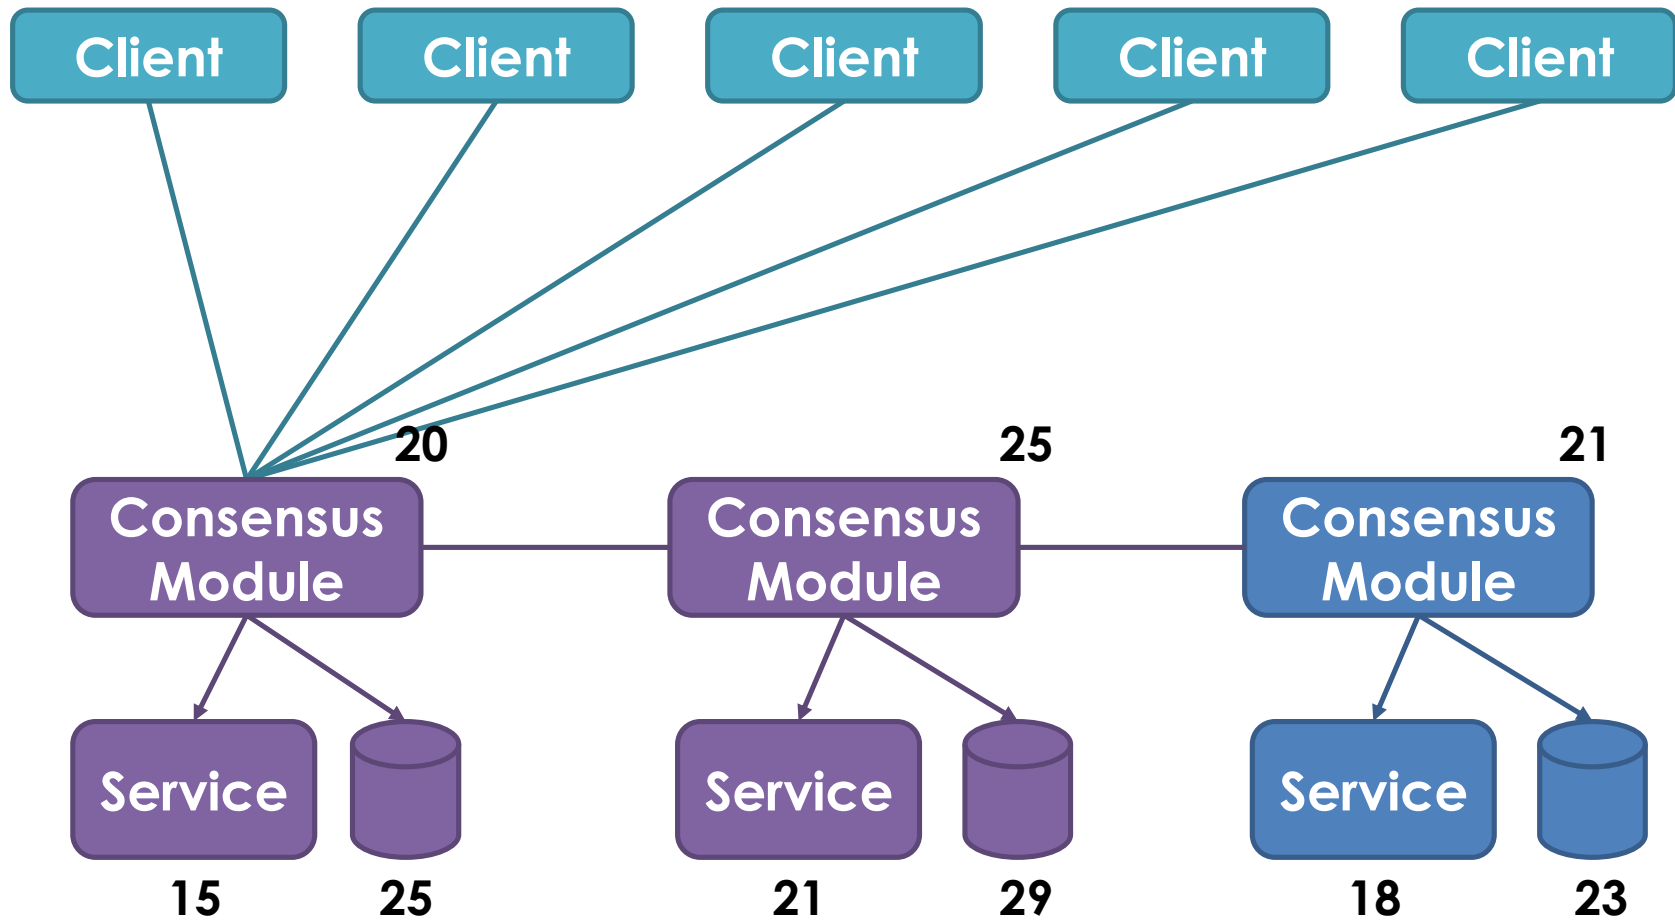 Client
Client
Client
Client
Client
20
25
21
Consensus
Module
Consensus
Module
Consensus
Module
Service
Service
Service
15
25
21
29
18
23